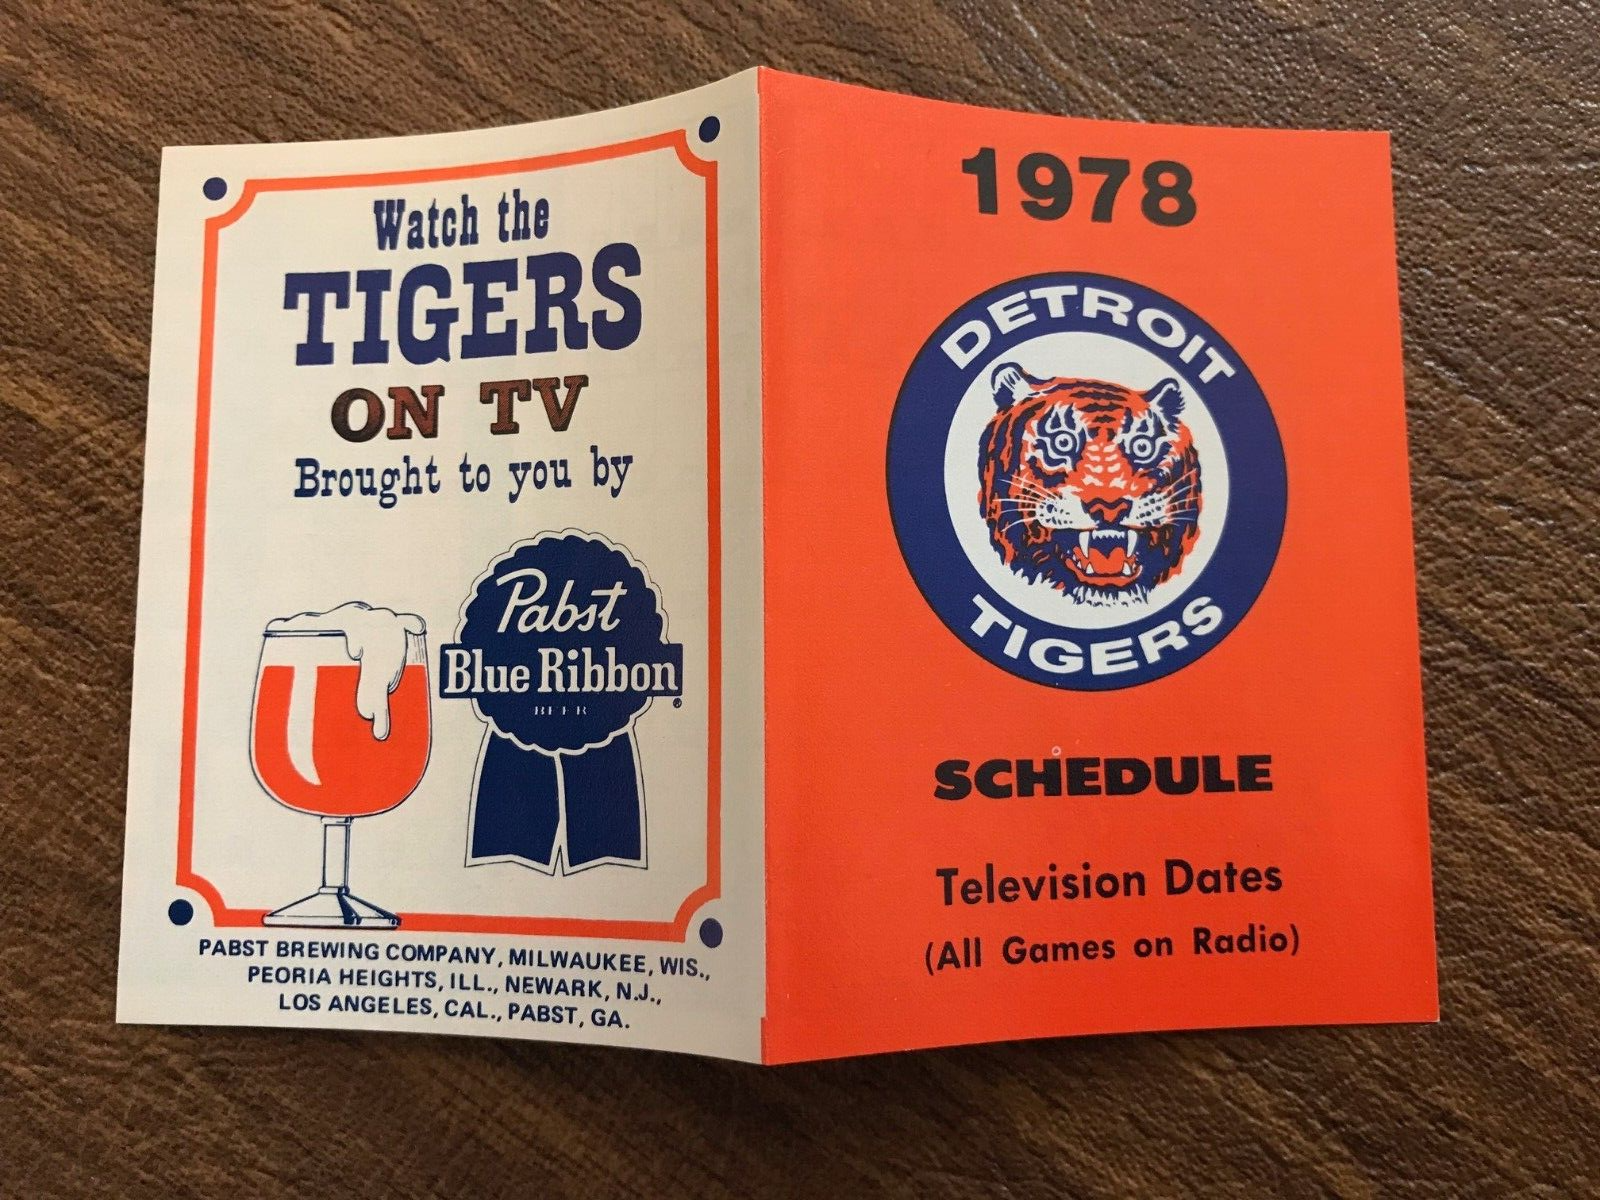 Watch the
TIGERS
ON TV
Brought to you by
Pabst
Blue Ribbon®
BEER
PABST BREWING COMPANY, MILWAUKEE, WIS.,
PEORIA HEIGHTS, ILL., NEWARK, N.J.,
LOS ANGELES, CAL., PABST, GA.
1978
DETROIT
TIGERS
SCHEDULE
Television Dates
(All Games on Radio)